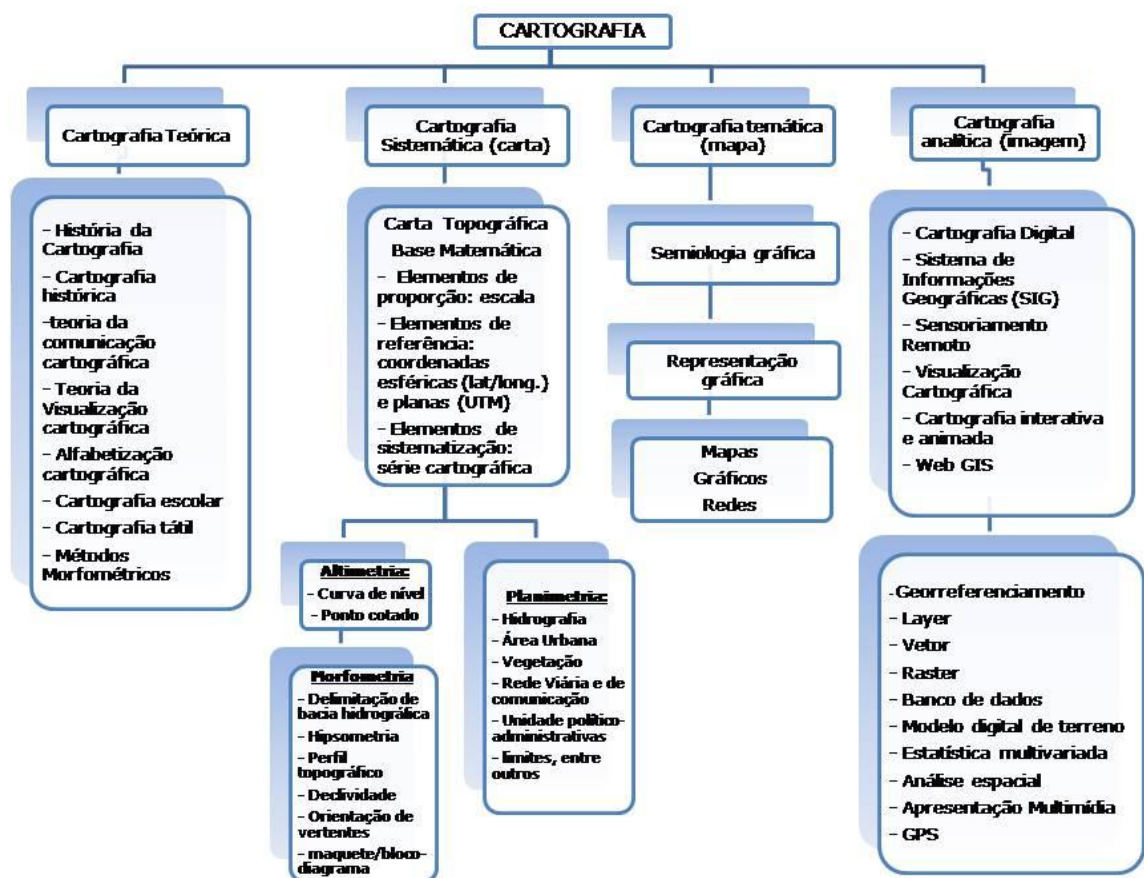 CARTOGRAFIA
Cartografia Teórica
- História da
Cartografia
- Cartografia
histórica
-teoria da
comunicação
cartográfica
- Teoria da
Visualização
cartográfica
- Alfabetização
cartográfica
- Cartografia escolar
- Cartografia tátil
- Métodos
Morfométricos
Cartografia
Sistemática (carta)
Carta Topográfica
Base Matemática
- Elementos de
proporção: escala
- Elementos de
referência:
coordenadas
esféricas (lat/long.)
e planas (UTM)
- Elementos de
sistematização:
série cartográfica
Altimetria:
- Curva de nível
- Ponto cotado
Morfometria
- Delimitação de
bacia hidrográfica
- Hipsometria
- Perfil
topográfico
- Declividade
- Orientação de
vertentes
- maquete/bloco-
diagrama
Planimetria:
- Hidrografia
- Área Urbana
- Vegetação
- Rede Viária e de
comunicação
- Unidade político-
administrativas
- limites, entre
outros
Cartografia temática
(mapa)
Semiologia gráfica
Representação
gráfica
Mapas
Gráficos
Redes
Cartografia
analítica (imagem)
- Cartografia Digital
- Sistema de
Informações
Geográficas (SIG)
- Sensoriamento
Remoto
- Visualização
Cartográfica
- Cartografia interativa
e animada
- Web GIS
-Georreferenciamento
- Layer
- Vetor
- Raster
- Banco de dados
- Modelo digital de terreno
- Estatística multivariada
- Análise espacial
- Apresentação Multimídia
- GPS